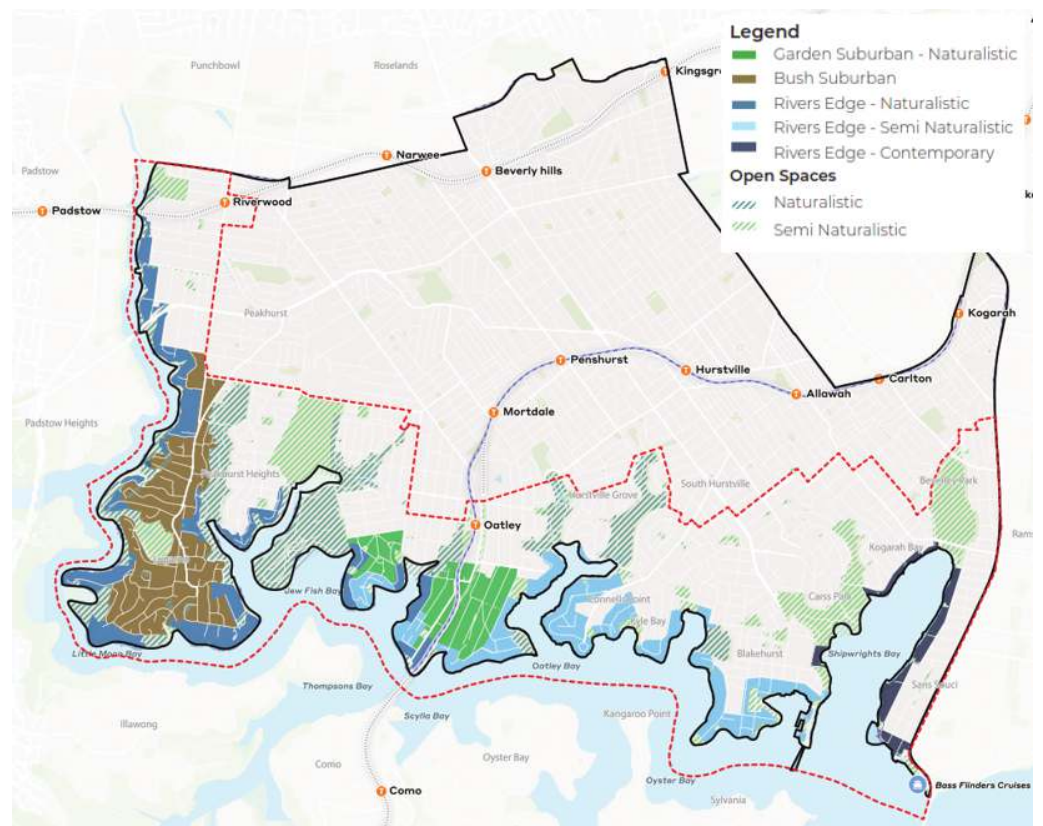 Legend
Garden Suburban - Naturalistic
Bush Suburban
Rivers Edge - Naturalistic
Rivers Edge - Semi Naturalistic
Rivers Edge - Contemporary
Open Spaces
Naturalistic
Semi Naturalistic
Punchbowl
Roselands
Kingsgr
Narwee
Beverly hills
Padstow
Riverwood
Padstow
Peakhurst
Kogarah
Penshurst
Hurstville
Carlton
Allawah
Mortdale
Padstow Heights
Peakhurst Heights
Hurstville Grove
South Hurstville
Beverley Park
Oatley
Rams
Kogarah Bay
Jew Fish Bay
Connells Point
Carss Park
Kyle Bay
Little Moon Bay
Blakehurst
Shipwrights Bay
Oatley Bay
Thompsons Bay
Sans Souci
Illawong
Scylla Bay
Kangaroo Point
Como
Oyster Bay
Oyster Bay
Bass Flinders Cruises
Como
Sylvania